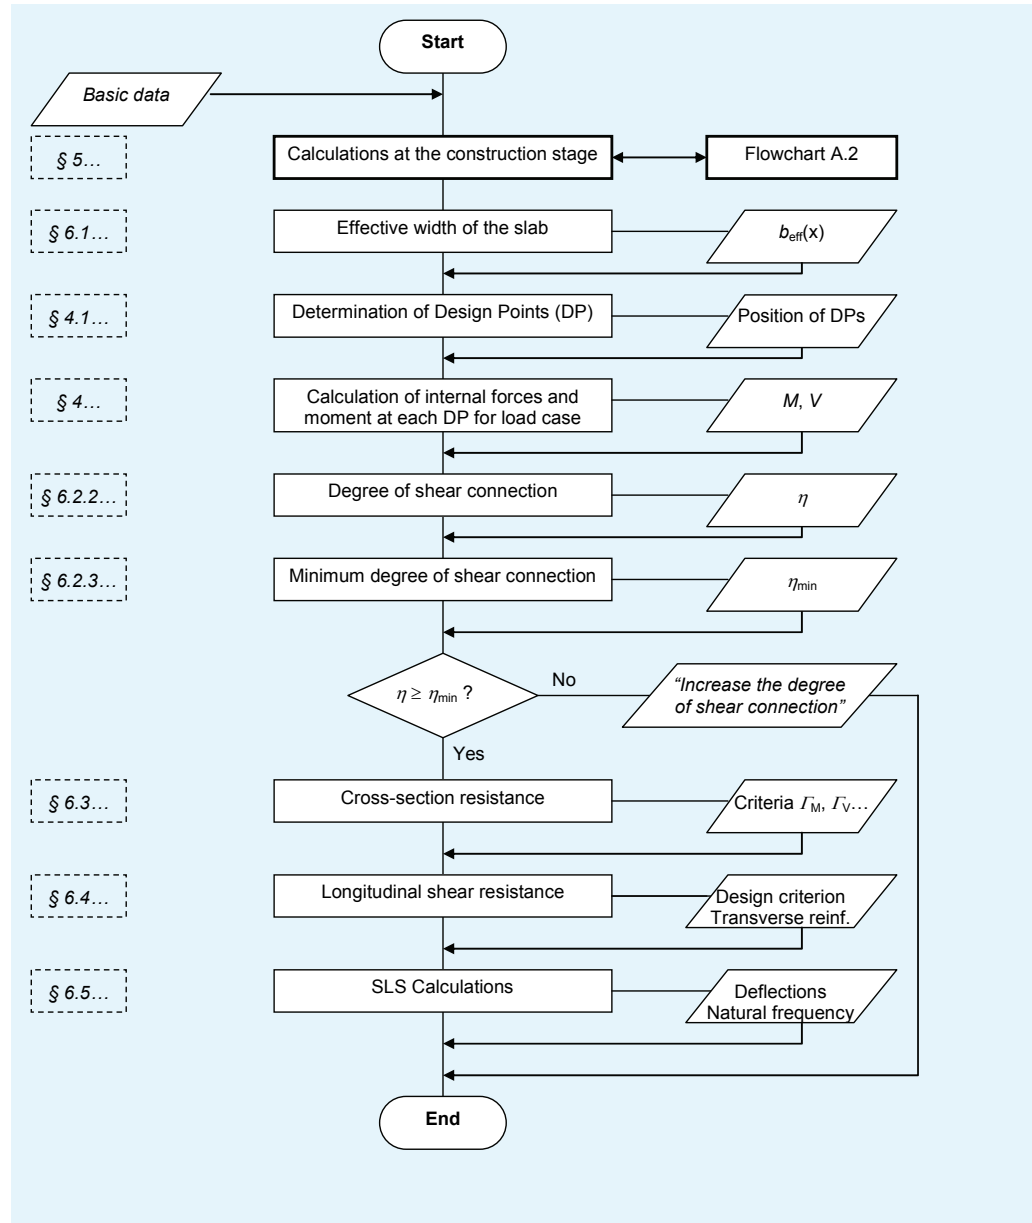 Start
Basic data
§ 5…
Calculations at the construction stage
Flowchart A.2
§ 6.1…
Effective width of the slab
beff(x)
§ 4.1…
Determination of Design Points (DP)
Position of DPs
§ 4…
Calculation of internal forces and
moment at each DP for load case
M, V
§ 6.2.2…
Degree of shear connection
η
§ 6.2.3…
Minimum degree of shear connection
ηmin
η ≥ ηmin ?
No
“Increase the degree
of shear connection”
Yes
§ 6.3…
Cross-section resistance
Criteria ΓM, ΓV…
§ 6.4…
Longitudinal shear resistance
Design criterion
Transverse reinf.
§ 6.5…
SLS Calculations
Deflections
Natural frequency
End